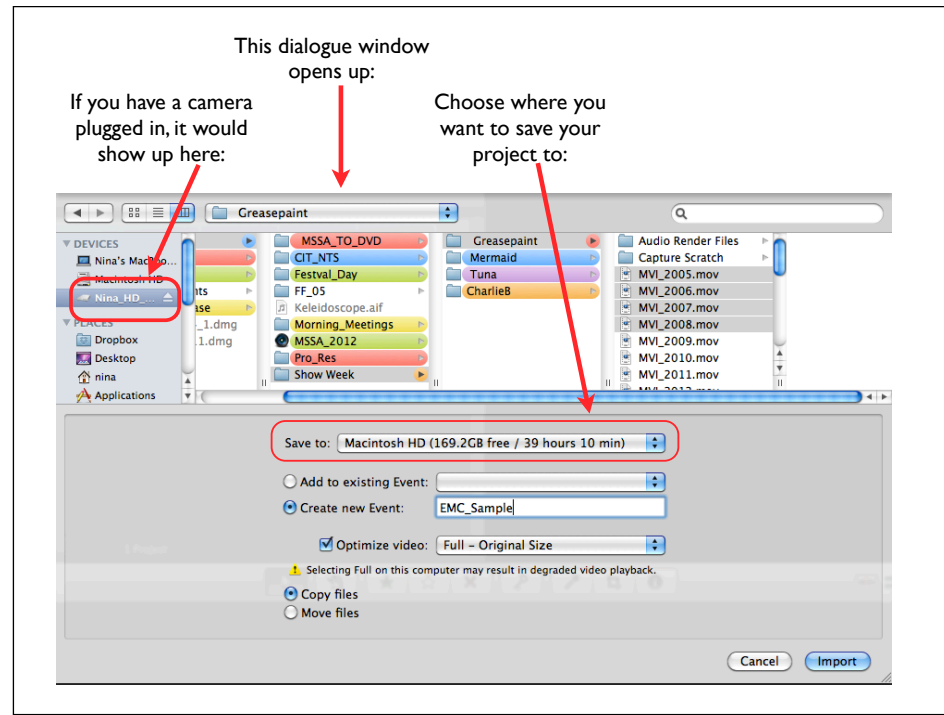 This dialogue window
opens up:
If you have a camera
plugged in, it would
show up here:
Choose where you
want to save your
project to:
Greasepaint
DEVICES
Nina's MacBoo...
Macintosh HD
Nina_HD_...
PLACES
Dropbox
Desktop
nina
Applications
nts
ase
_1.dmg
.1.dmg
MSSA_TO_DVD
CIT_NTS
Festval_Day
FF_05
Keleidoscope.aif
Morning_Meetings
MSSA_2012
Pro_Res
Show Week
Greasepaint
Mermaid
Tuna
CharlieB
Audio Render Files
Capture Scratch
MVI_2005.mov
MVI_2006.mov
MVI_2007.mov
MVI_2008.mov
MVI_2009.mov
MVI_2010.mov
MVI_2011.mov
MVI_2012.mov
Save to: Macintosh HD (169.2GB free / 39 hours 10 min)
Add to existing Event:
Create new Event: EMC_Sample
Optimize video: Full – Original Size
Selecting Full on this computer may result in degraded video playback.
Copy files
Move files
Cancel Import